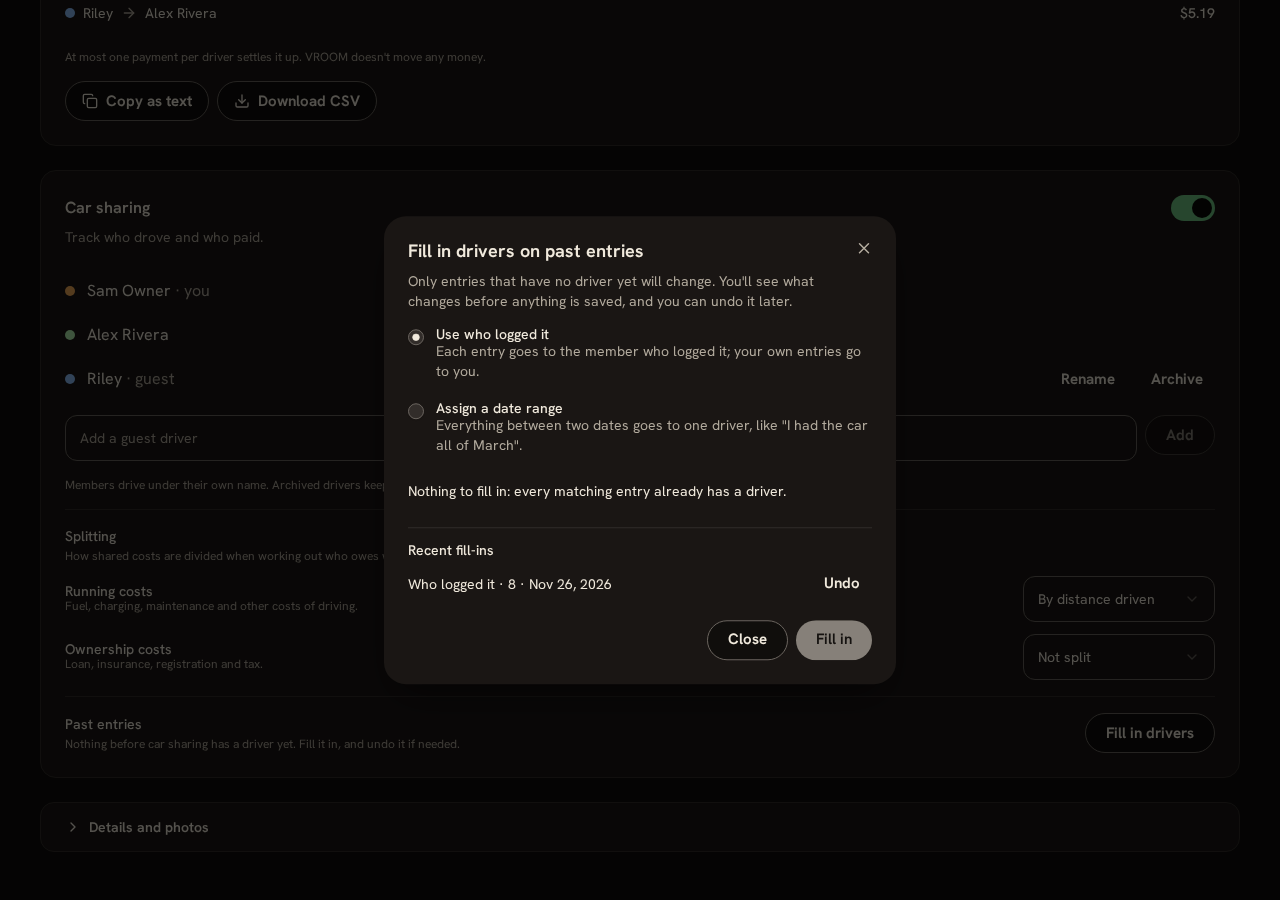 Riley → Alex Rivera $5.19
At most one payment per driver settles it up. VROOM doesn't move any money.
Copy as text Download CSV
Car sharing
Track who drove and who paid.
Sam Owner · you
Alex Rivera
Riley · guest Rename Archive
Add a guest driver Add
Members drive under their own name. Archived drivers keep
Splitting
How shared costs are divided when working out who owes
Running costs
Fuel, charging, maintenance and other costs of driving.
By distance driven
Ownership costs
Loan, insurance, registration and tax.
Not split
Past entries
Nothing before car sharing has a driver yet. Fill it in, and undo it if needed.
Fill in drivers
Details and photos
Fill in drivers on past entries
Only entries that have no driver yet will change. You'll see what
changes before anything is saved, and you can undo it later.
Use who logged it
Each entry goes to the member who logged it; your own entries go
to you.
Assign a date range
Everything between two dates goes to one driver, like "I had the car
all of March".
Nothing to fill in: every matching entry already has a driver.
Recent fill-ins
Who logged it · 8 · Nov 26, 2026 Undo
Close Fill in